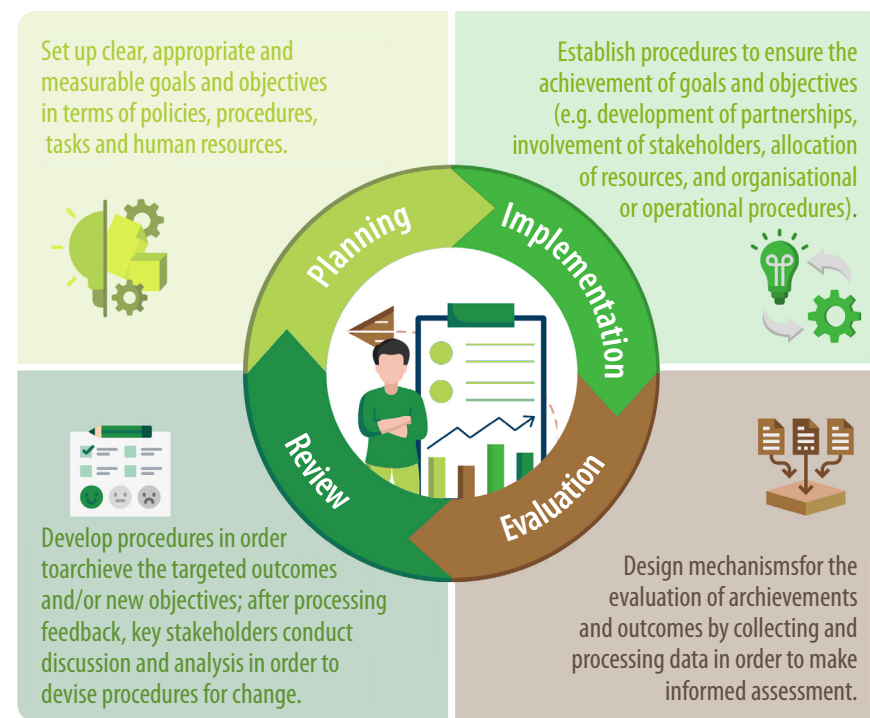 Set up clear, appropriate and
measurable goals and objectives
in terms of policies, procedures,
tasks and human resources.
Establish procedures to ensure the
achievement of goals and objectives
(e.g. development of partnerships,
involvement of stakeholders, allocation
of resources, and organisational
or operational procedures).
Planning
Implementation
Review
Evaluation
Develop procedures in order
toarchieve the targeted outcomes
and/or new objectives; after processing
feedback, key stakeholders conduct
discussion and analysis in order to
devise procedures for change.
Design mechanismsfor the
evaluation of archievements
and outcomes by collecting and
processing data in order to make
informed assessment.